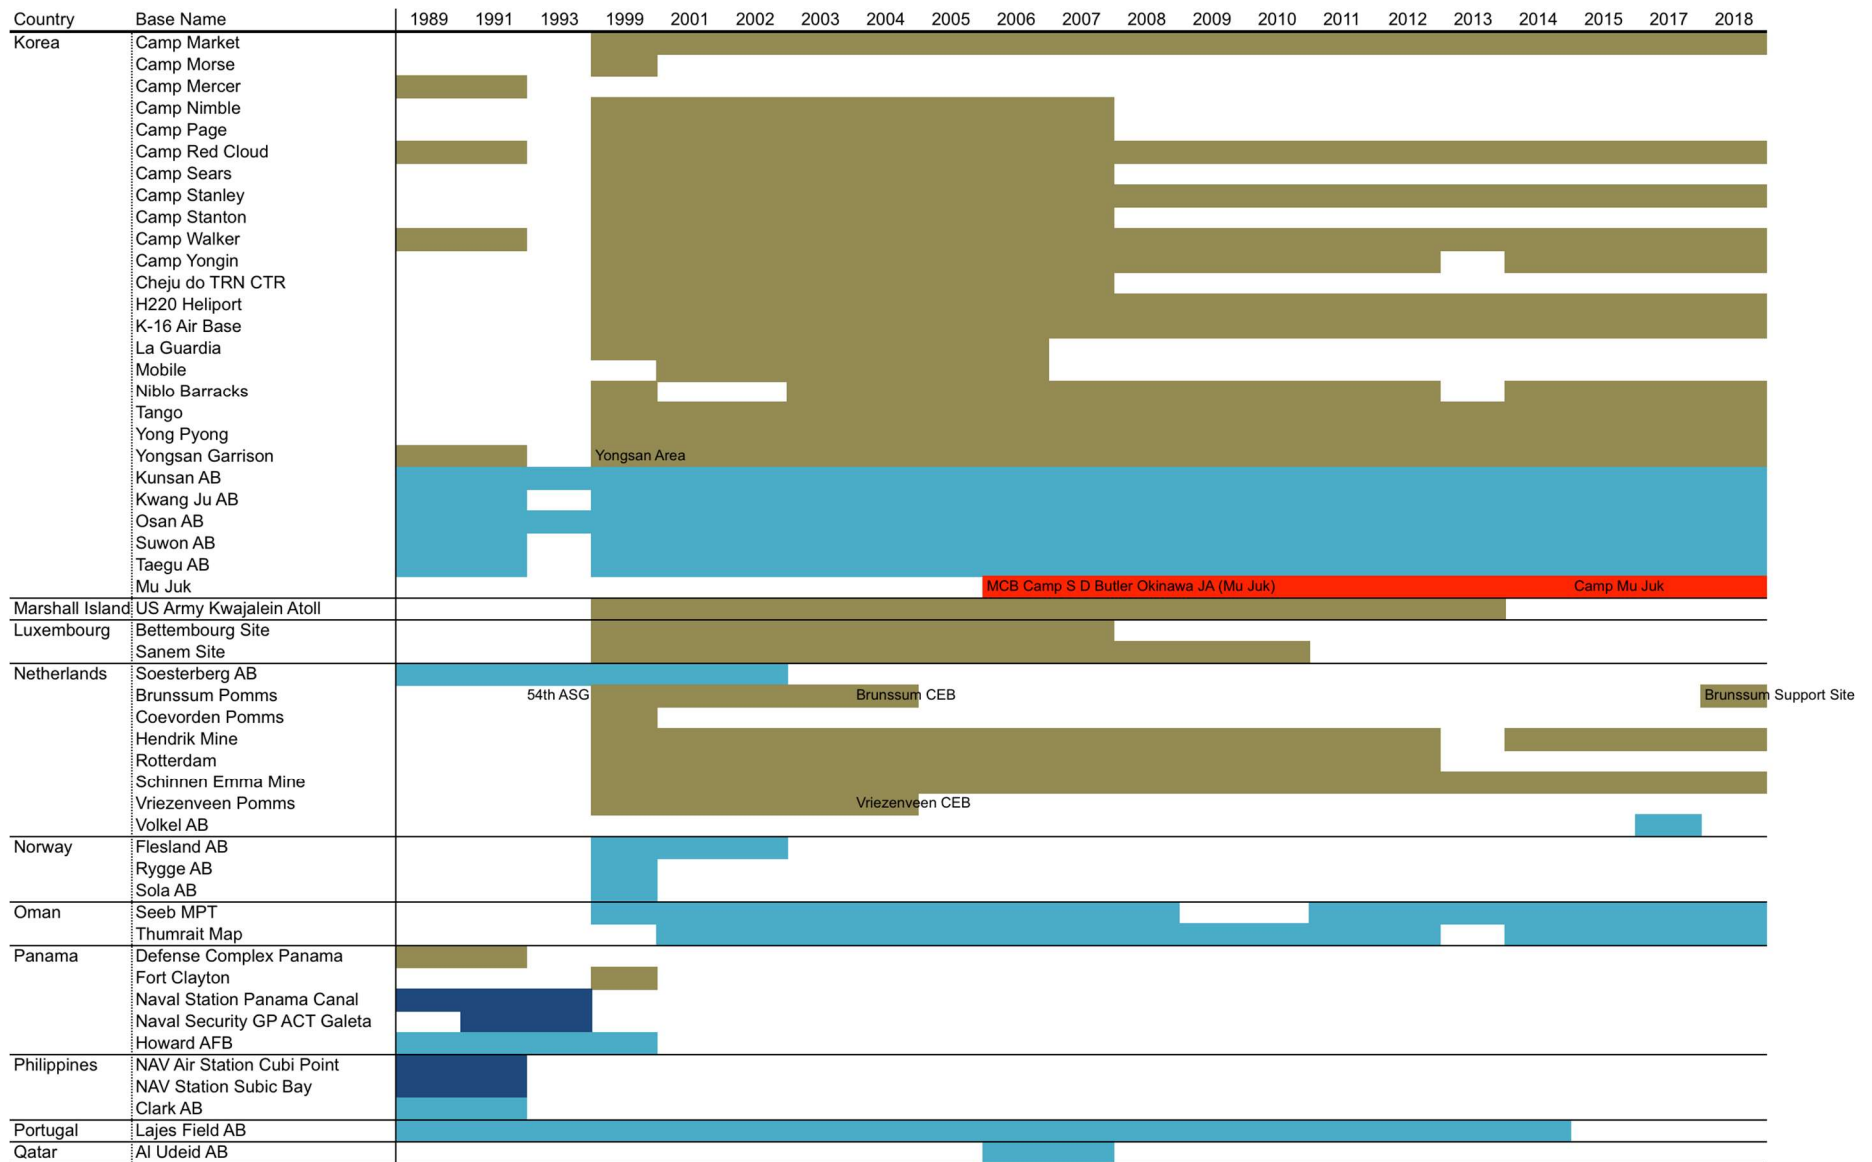 Country Base Name 1989 1991 1993 1999 2001 2002 2003 2004 2005 2006 2007 2008 2009 2010 2011 2012 2013 2014 2015 2017 2018
Korea Camp Market
Camp Morse
Camp Mercer
Camp Nimble
Camp Page
Camp Red Cloud
Camp Sears
Camp Stanley
Camp Stanton
Camp Walker
Camp Yongin
Cheju do TRN CTR
H220 Heliport
K-16 Air Base
La Guardia
Mobile
Niblo Barracks
Tango
Yong Pyong
Yongsan Garrison Yongsan Area
Kunsan AB
Kwang Ju AB
Osan AB
Suwon AB
Taegu AB
Mu Juk MCB Camp S D Butler Okinawa JA (Mu Juk) Camp Mu Juk
Marshall Island US Army Kwajalein Atoll
Luxembourg Bettembourg Site
Sanem Site
Netherlands Soesterberg AB
Brunssum Pomms 54th ASG Brunssum CEB Brunssum Support Site
Coevorden Pomms
Hendrik Mine
Rotterdam
Schinnen Emma Mine
Vriezenveen Pomms Vriezenveen CEB
Volkel AB
Norway Flesland AB
Rygge AB
Sola AB
Oman Seeb MPT
Thumrait Map
Panama Defense Complex Panama
Fort Clayton
Naval Station Panama Canal
Naval Security GP ACT Galeta
Howard AFB
Philippines NAV Air Station Cubi Point
NAV Station Subic Bay
Clark AB
Portugal Lajes Field AB
Qatar Al Udeid AB